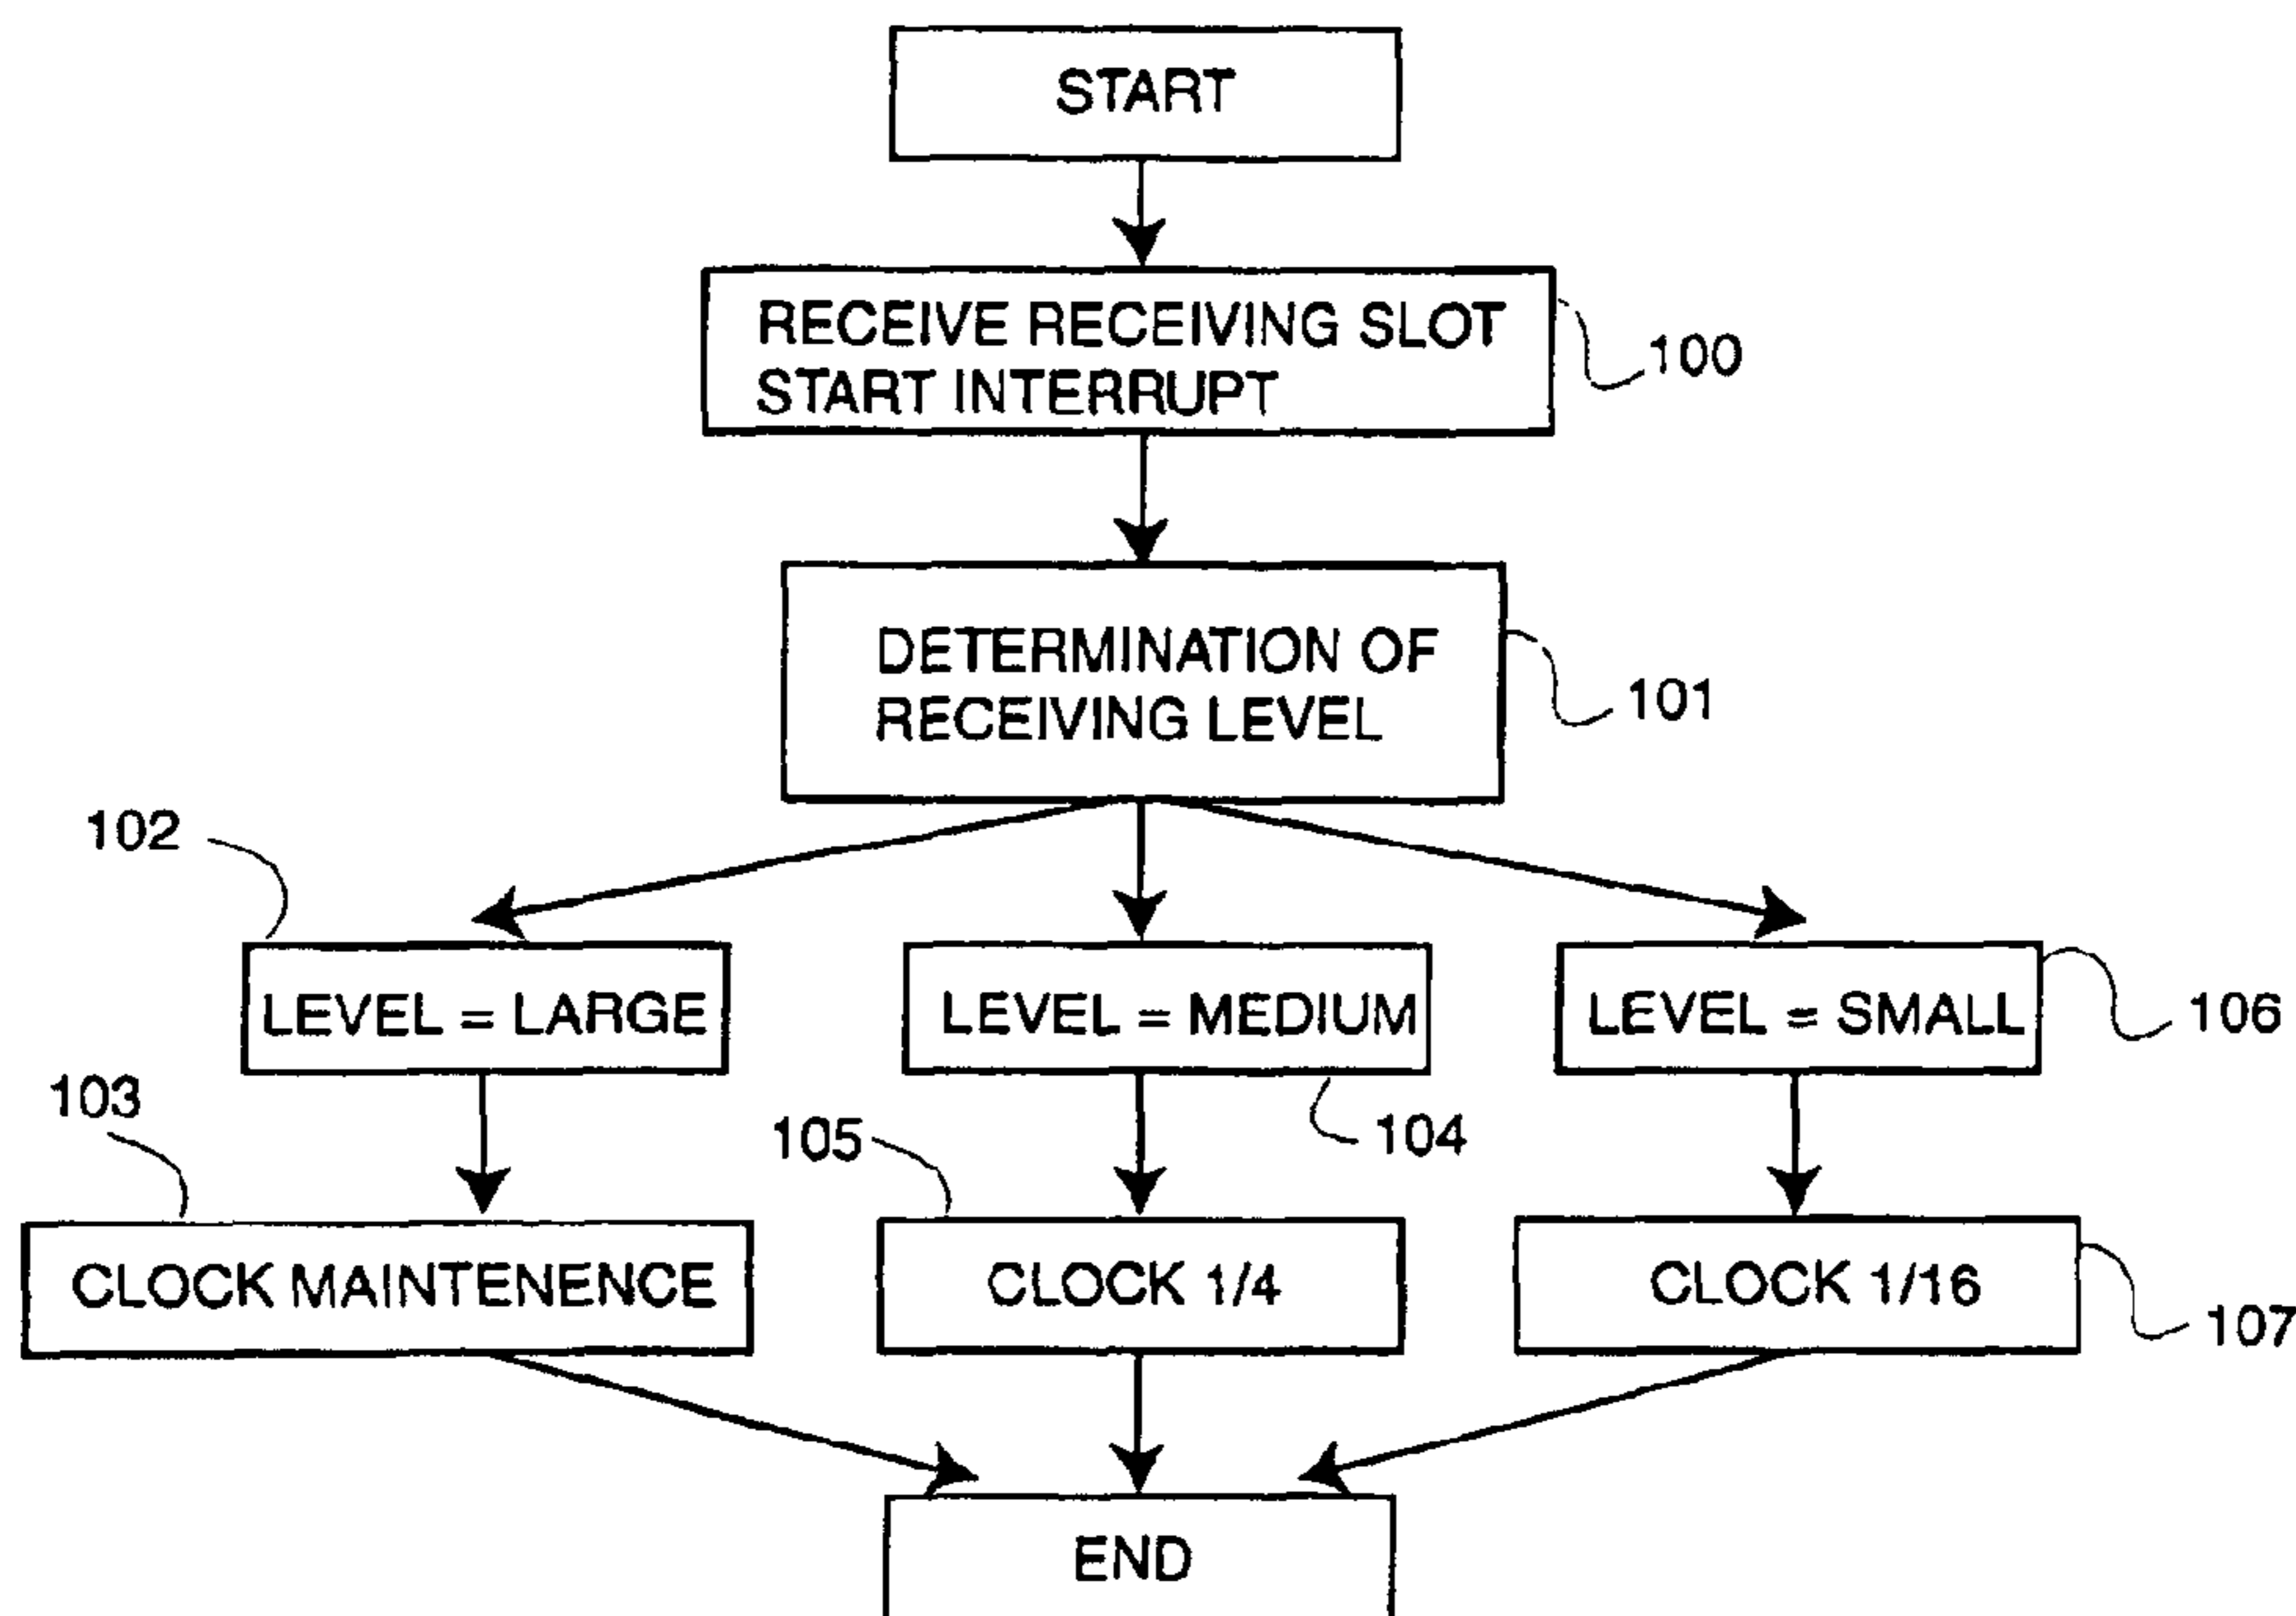 START
RECEIVE RECEIVING SLOT
START INTERRUPT
100
DETERMINATION OF
RECEIVING LEVEL
101
102
LEVEL = LARGE
LEVEL = MEDIUM
LEVEL = SMALL
106
103
105
104
CLOCK MAINTENENCE
CLOCK 1/4
CLOCK 1/16
107
END